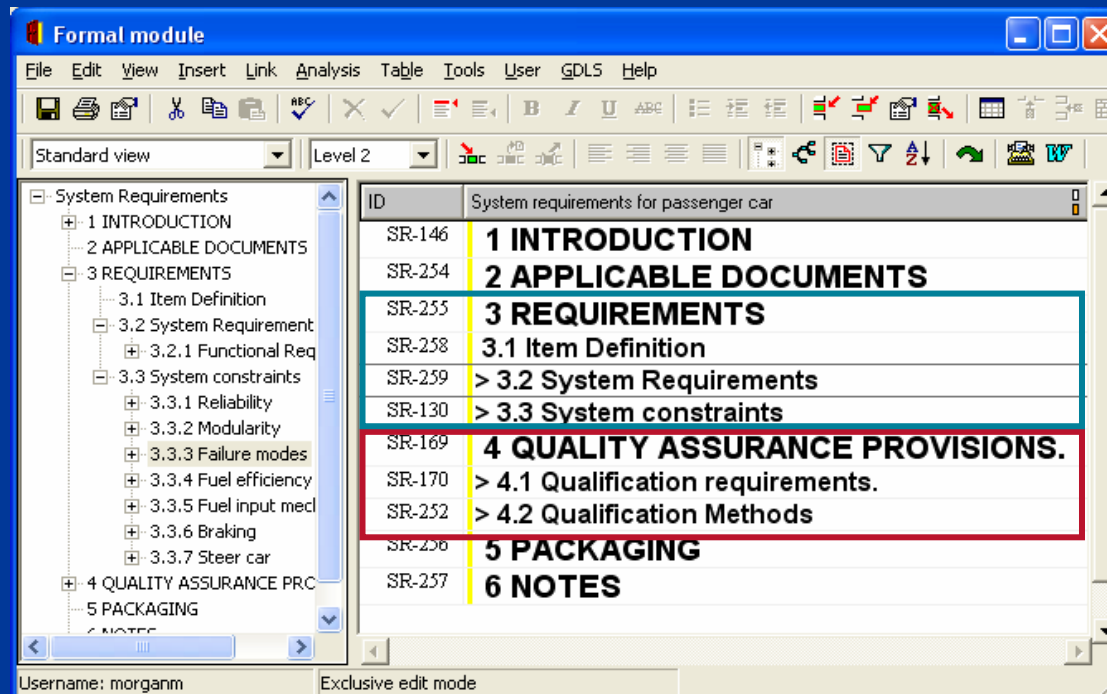 Formal module
File Edit View Insert Link Analysis Table Tools User GDLS Help
ABC B I U ABC
Standard view Level 2 A Z W
System Requirements
1 INTRODUCTION
2 APPLICABLE DOCUMENTS
3 REQUIREMENTS
3.1 Item Definition
3.2 System Requirement
3.2.1 Functional Req
3.3 System constraints
3.3.1 Reliability
3.3.2 Modularity
3.3.3 Failure modes
3.3.4 Fuel efficiency
3.3.5 Fuel input mecl
3.3.6 Braking
3.3.7 Steer car
4 QUALITY ASSURANCE PRC
5 PACKAGING
6 NOTES
ID System requirements for passenger car
SR-146 1 INTRODUCTION
SR-254 2 APPLICABLE DOCUMENTS
SR-255 3 REQUIREMENTS
SR-258 3.1 Item Definition
SR-259 > 3.2 System Requirements
SR-130 > 3.3 System constraints
SR-169 4 QUALITY ASSURANCE PROVISIONS.
SR-170 > 4.1 Qualification requirements.
SR-252 > 4.2 Qualification Methods
SR-256 5 PACKAGING
SR-257 6 NOTES
Username: morganm Exclusive edit mode